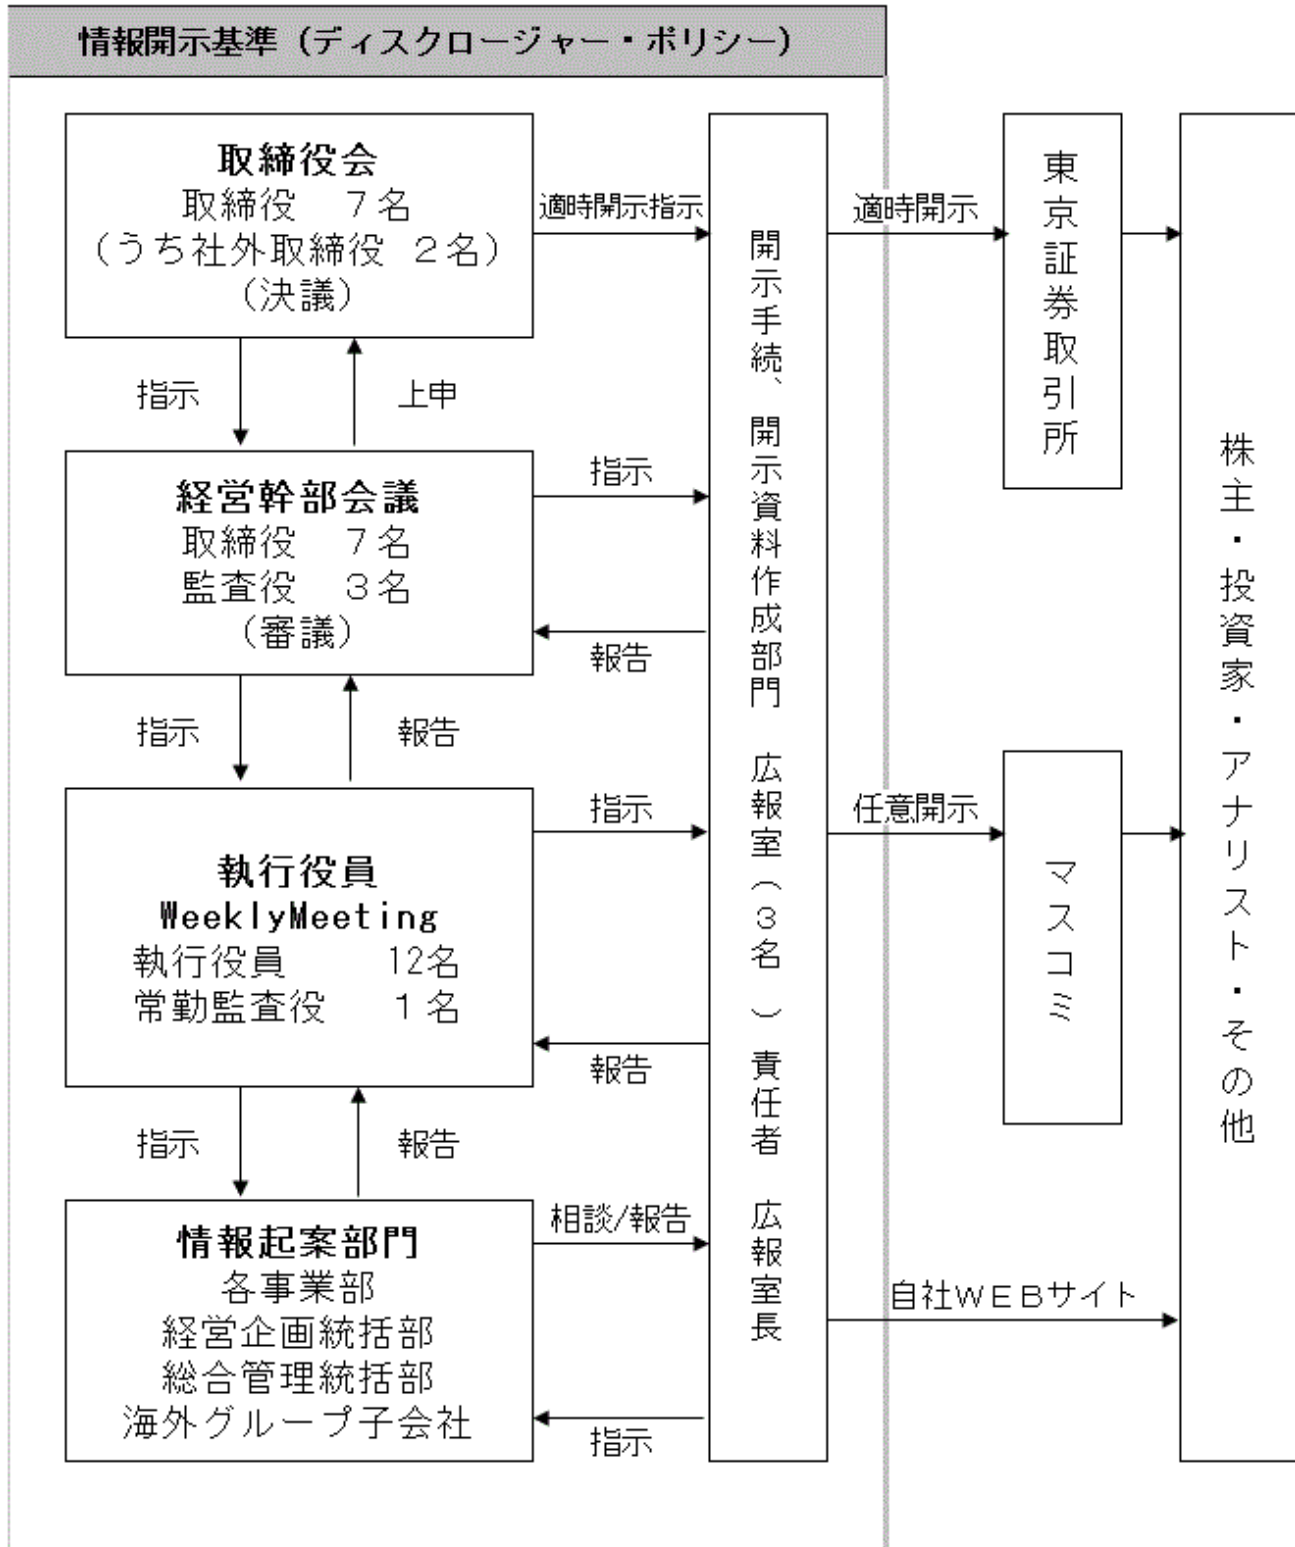 情報開示基準（ディスクロージャー・ポリシー）
取締役会
取締役　７名
（うち社外取締役　２名）
（決議）
適時開示指示
適時開示
指示
上申
経営幹部会議
取締役　７名
監査役　３名
（審議）
指示
報告
指示
報告
執行役員
WeeklyMeeting
執行役員　12名
常勤監査役　１名
指示
報告
指示
報告
情報起案部門
各事業部
経営企画統括部
総合管理統括部
海外グループ子会社
相談/報告
指示
開示手続、開示資料作成部門　広報室（３名）責任者　広報室長
任意開示
自社ＷＥＢサイト
東京証券取引所
マスコミ
株主・投資家・アナリスト・その他